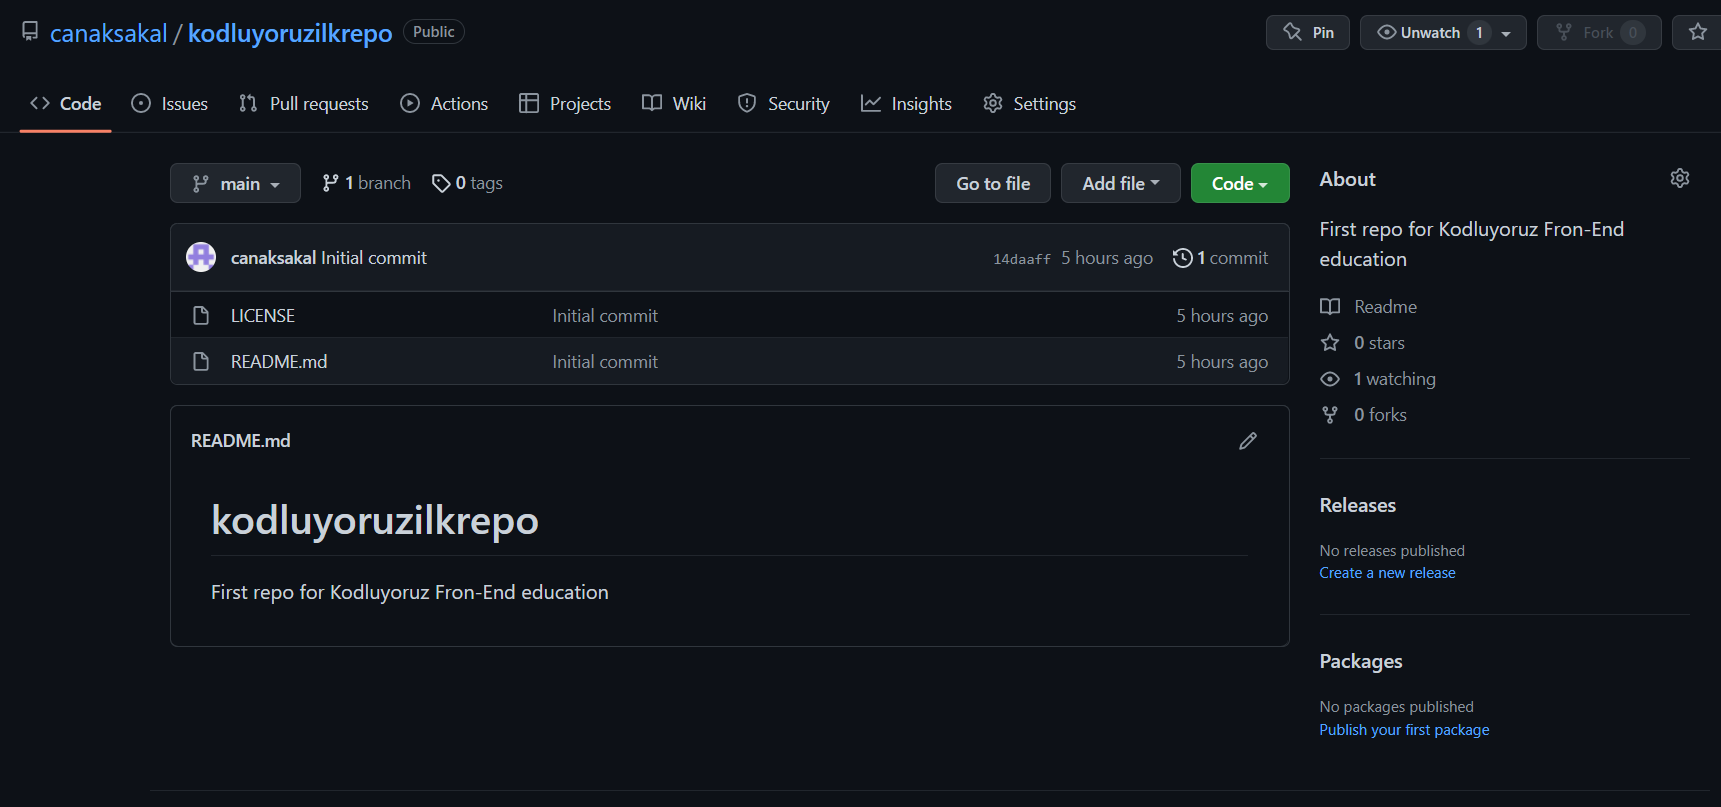 canaksakal / kodluyoruzilkrepo Public
Pin
Unwatch 1
Fork 0
Code
Issues
Pull requests
Actions
Projects
Wiki
Security
Insights
Settings
main
1 branch
0 tags
Go to file
Add file
Code
canaksakal Initial commit
14daaff 5 hours ago
1 commit
LICENSE
Initial commit
5 hours ago
README.md
Initial commit
5 hours ago
README.md
kodluyoruzilkrepo
First repo for Kodluyoruz Fron-End education
About
First repo for Kodluyoruz Fron-End
education
Readme
0 stars
1 watching
0 forks
Releases
No releases published
Create a new release
Packages
No packages published
Publish your first package